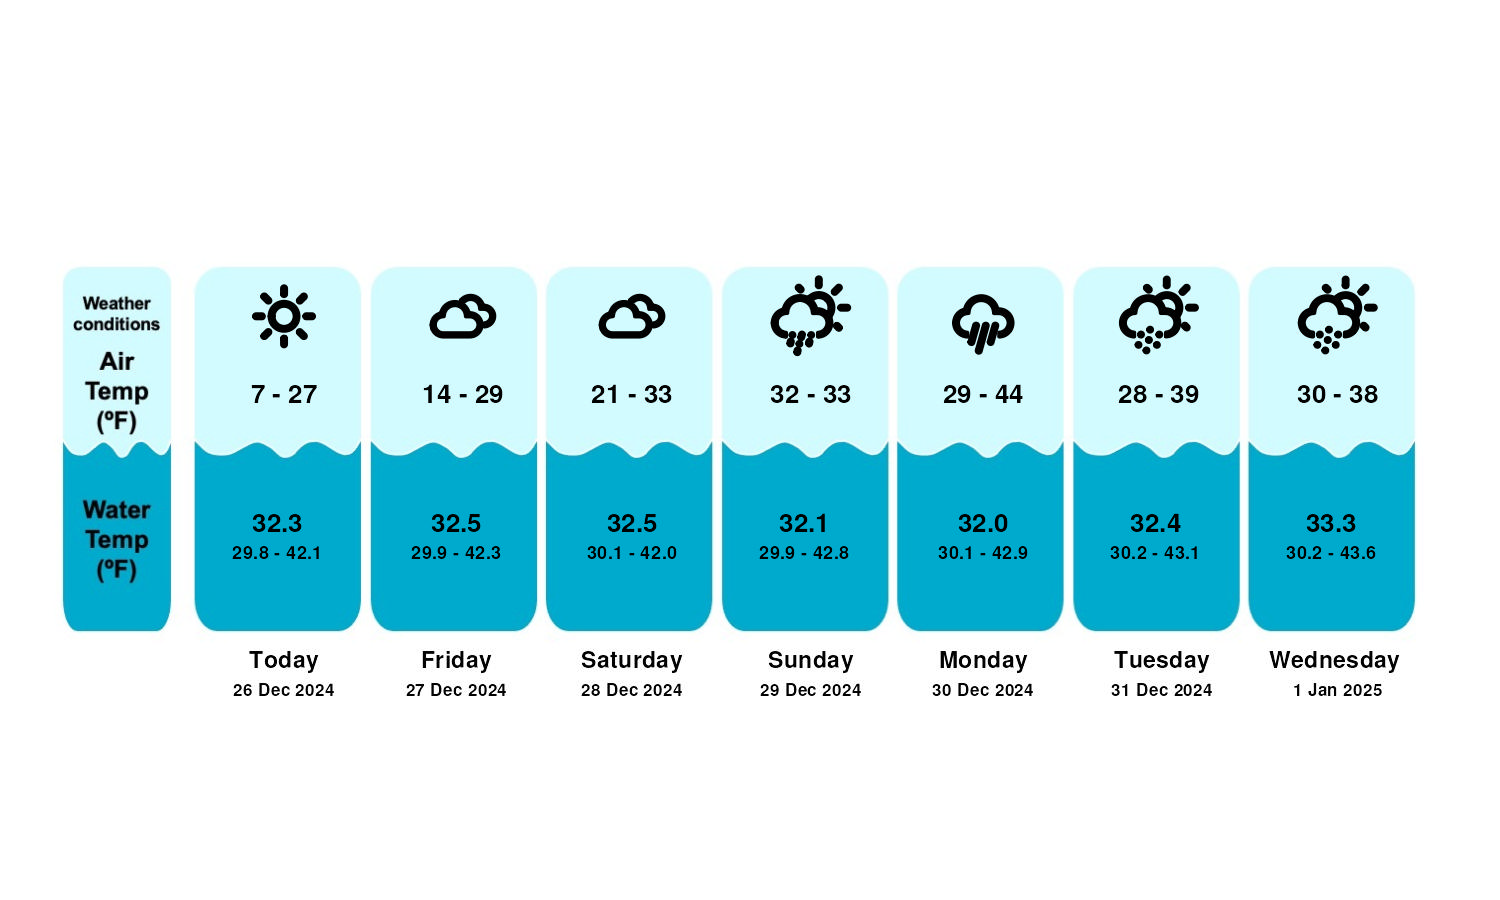 Weather
conditions
Air
Temp
(ºF)
Water
Temp
(ºF)
7 - 27
32.3
29.8 - 42.1
Today
26 Dec 2024
14 - 29
32.5
29.9 - 42.3
Friday
27 Dec 2024
21 - 33
32.5
30.1 - 42.0
Saturday
28 Dec 2024
32 - 33
32.1
29.9 - 42.8
Sunday
29 Dec 2024
29 - 44
32.0
30.1 - 42.9
Monday
30 Dec 2024
28 - 39
32.4
30.2 - 43.1
Tuesday
31 Dec 2024
30 - 38
33.3
30.2 - 43.6
Wednesday
1 Jan 2025